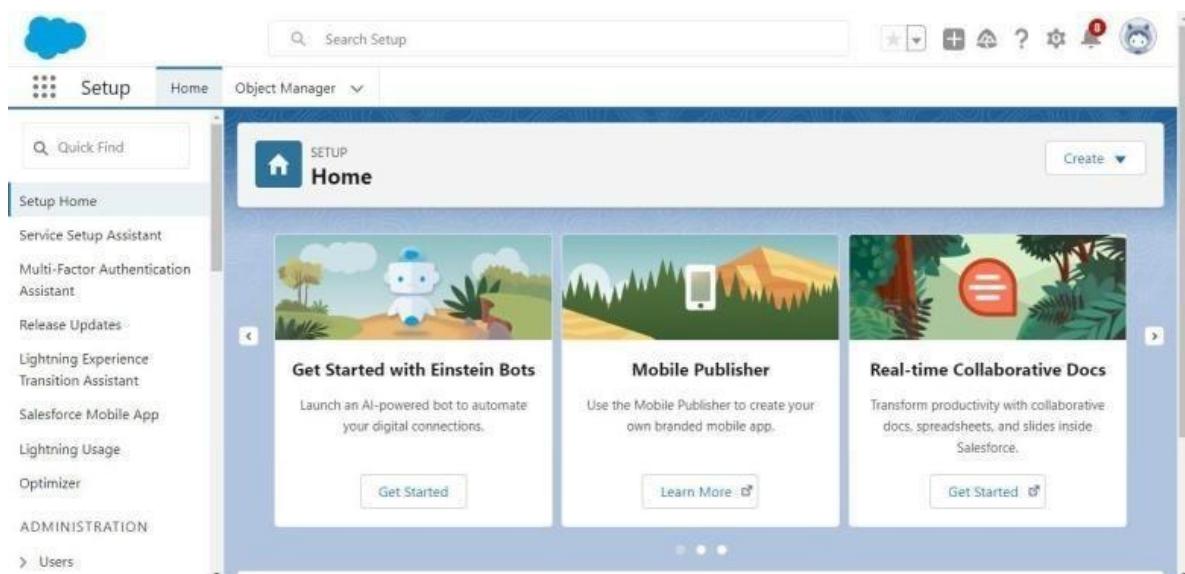 Search Setup
8
Setup
Home
Object Manager
Quick Find
Setup Home
Service Setup Assistant
Multi-Factor Authentication
Assistant
Release Updates
Lightning Experience
Transition Assistant
Salesforce Mobile App
Lightning Usage
Optimizer
ADMINISTRATION
Users
SETUP
Home
Create
Get Started with Einstein Bots
Launch an AI-powered bot to automate
your digital connections.
Get Started
Mobile Publisher
Use the Mobile Publisher to create your
own branded mobile app.
Learn More
Real-time Collaborative Docs
Transform productivity with collaborative
docs, spreadsheets, and slides inside
Salesforce.
Get Started